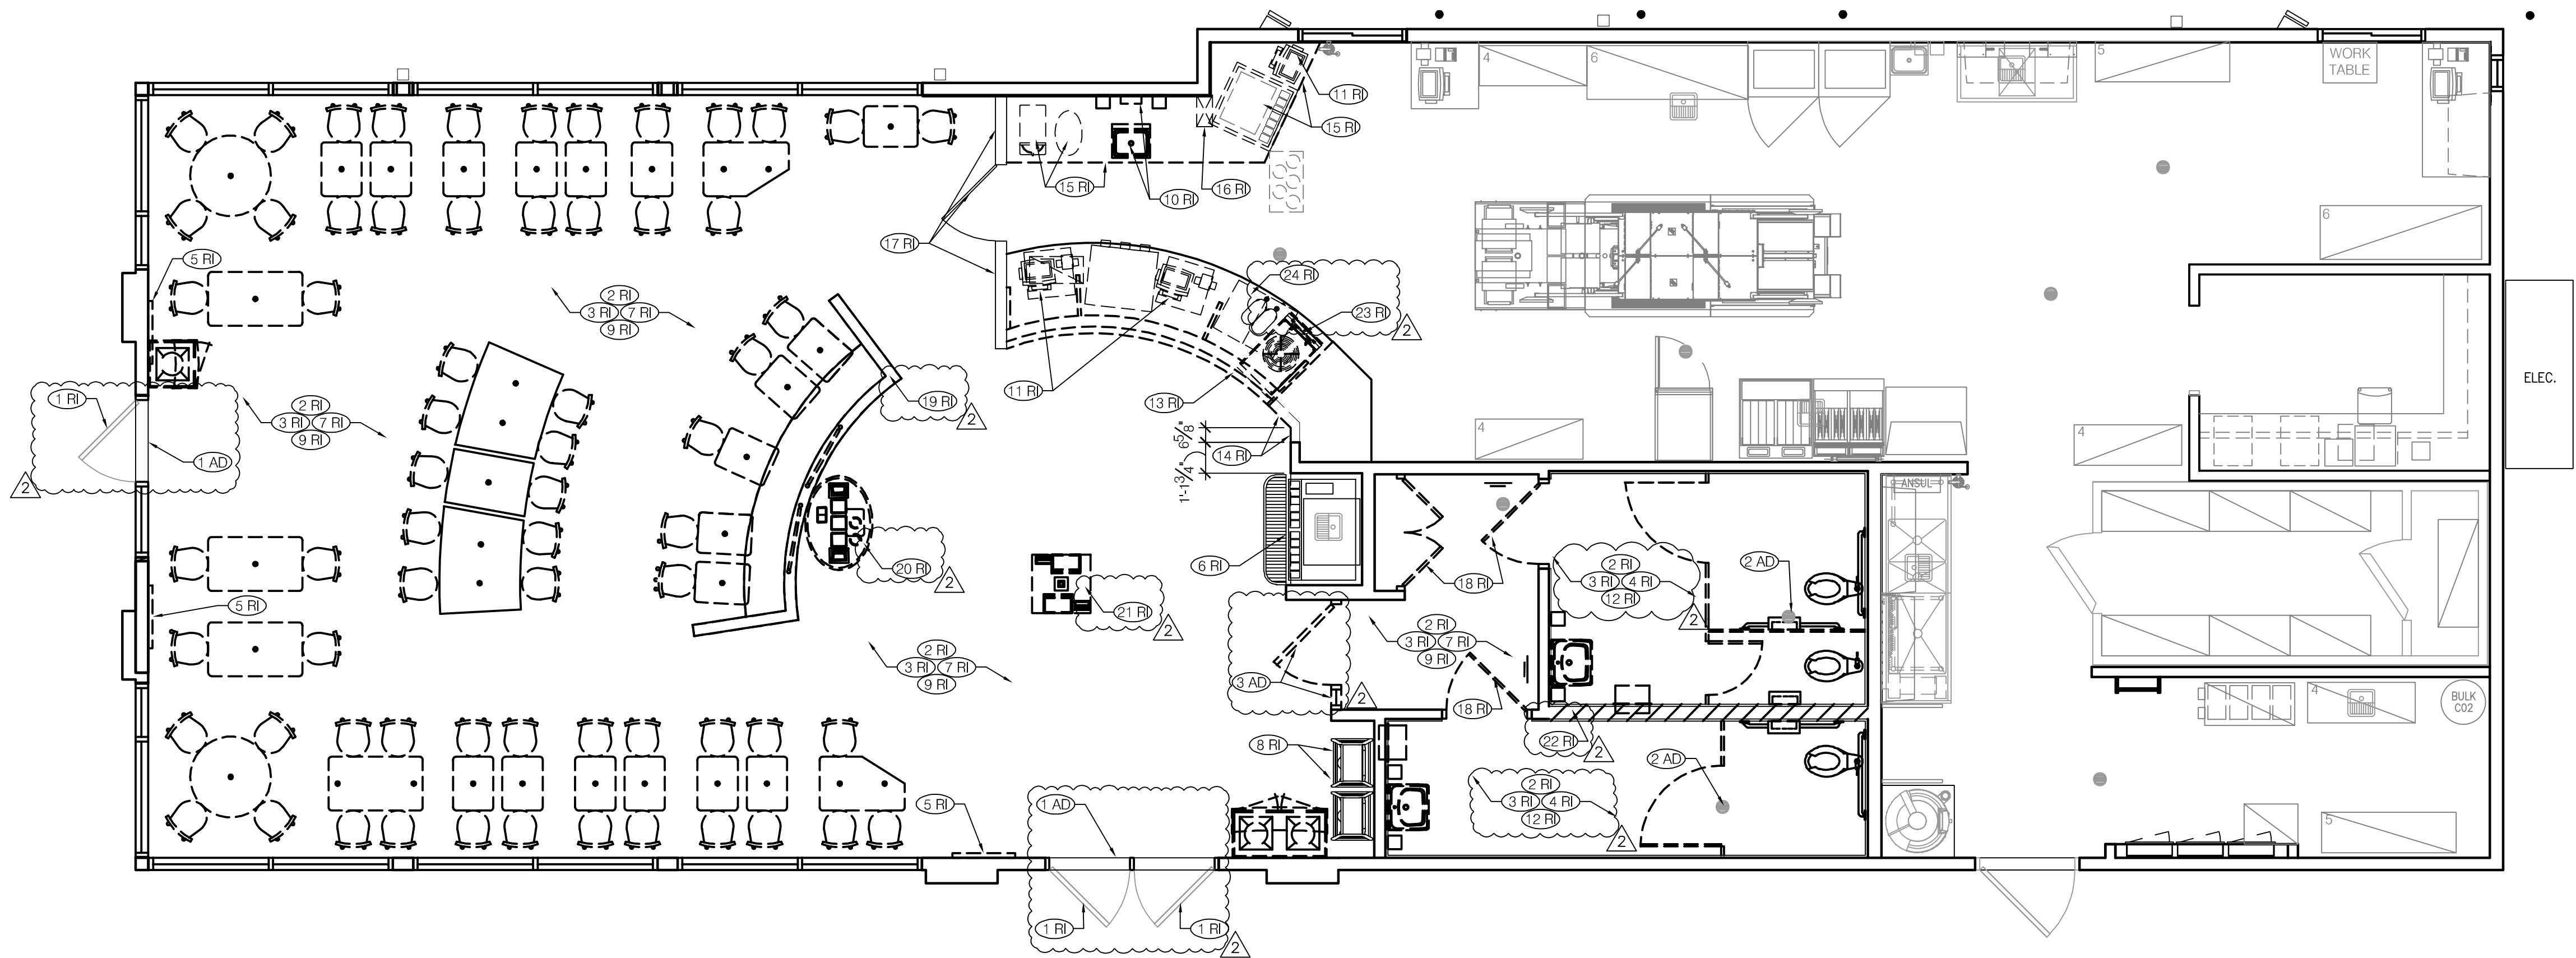 4
6
5
WORK
TABLE
11 RI
15 RI
15 RI
10 RI
16 RI
6
17 RI
5 RI
24 RI
2 RI
3 RI 7 RI
9 RI
23 RI
2
ELEC.
11 RI
1 RI
19 RI
13 RI
2
2 RI
3 RI 7 RI
9 RI
6 5/8"
4
4
14 RI
1 AD
1'-1 3/4"
2
ANSUL
20 RI
6 RI
18 RI
2 RI
3 RI 4 RI
12 RI
2 AD
2
5 RI
21 RI
2
2
2 RI
3 RI 7 RI
9 RI
2 RI
3 RI 7 RI
9 RI
3 AD
2
4
BULK
CO2
18 RI
22 RI
2
8 RI
2 AD
2 RI
3 RI 4 RI
12 RI
2
5 RI
1 AD
5
1 RI
1 RI
2